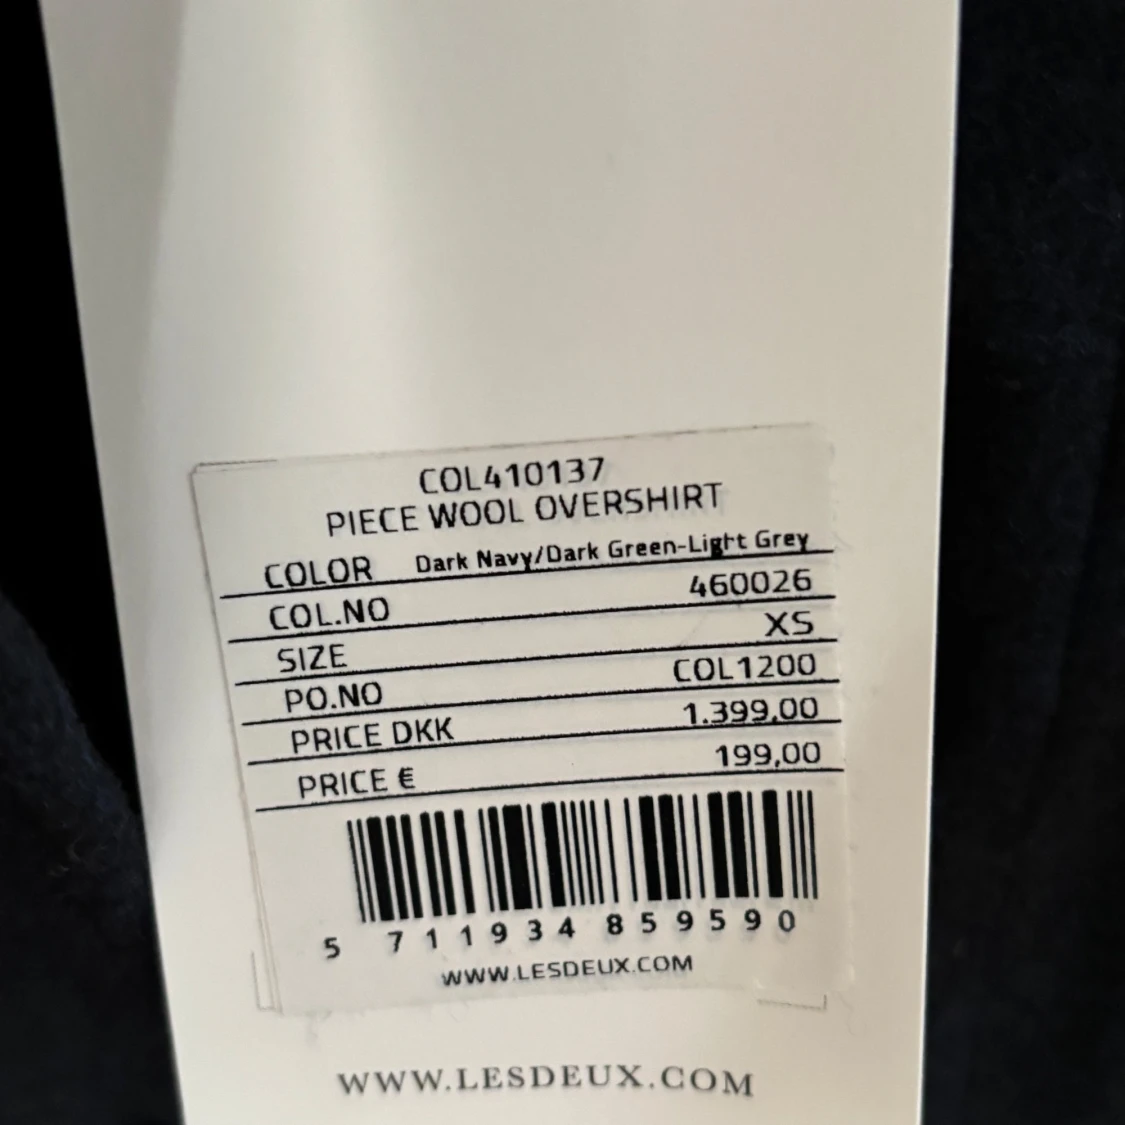 COL410137
PIECE WOOL OVERSHIRT
COLOR Dark Navy/Dark Green-Light Grey
COL.NO 460026
SIZE XS
PO.NO COL1200
PRICE DKK 1.399,00
PRICE € 199,00
5 711934 859590
WWW.LESDEUX.COM
WWW.LESDEUX.COM